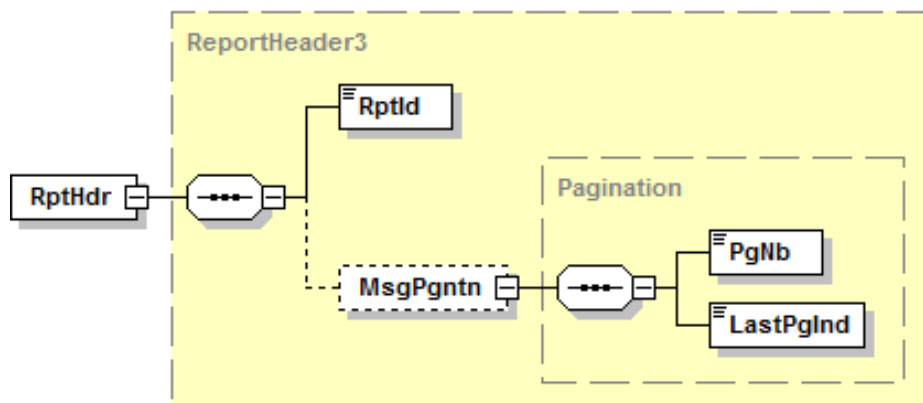 ReportHeader3
RptId
RptHdr
Pagination
PgNb
MsgPgntn
LastPgInd